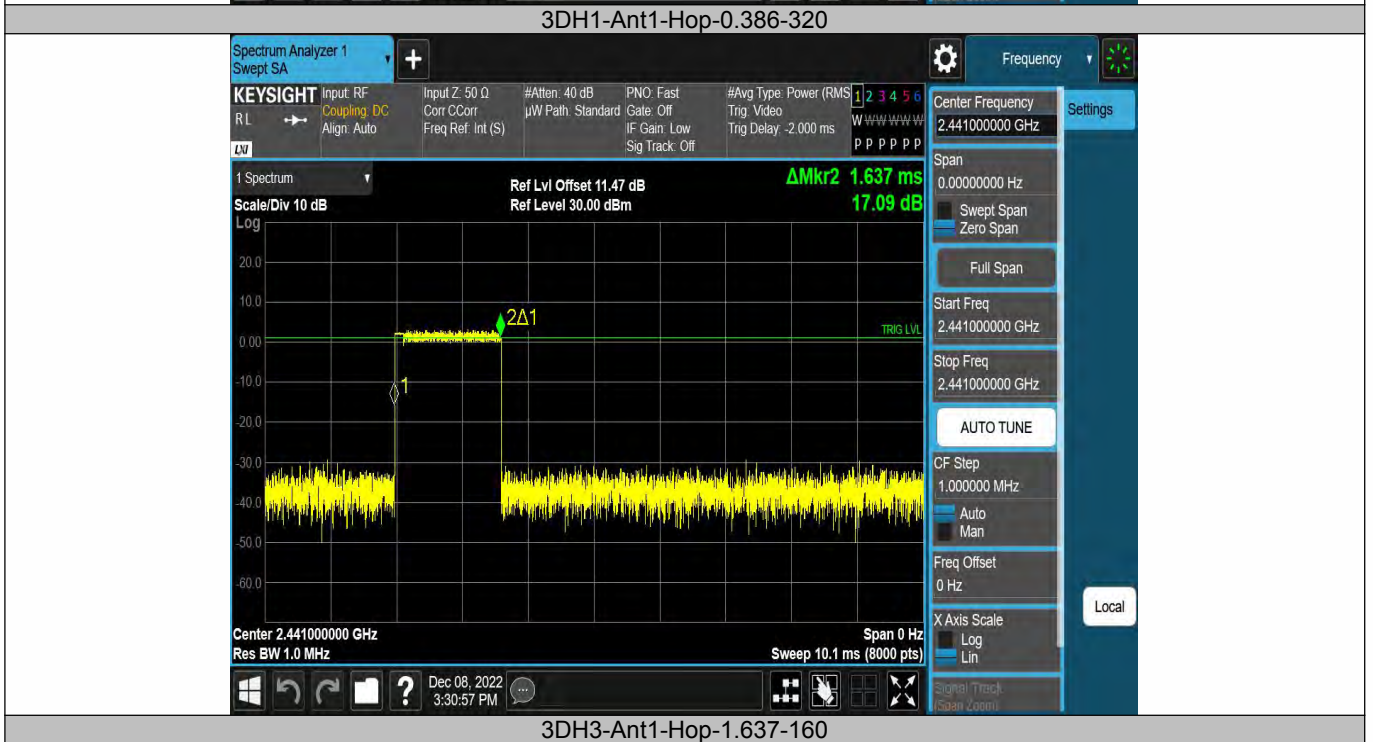 3DH1-Ant1-Hop-0.386-320
Spectrum Analyzer 1
Swept SA
+
Frequency
KEYSIGHT
RL
LXI
Input: RF
Coupling: DC
Align: Auto
Input Z: 50 Ω
Corr CCorr
Freq Ref: Int (S)
#Atten: 40 dB
µW Path: Standard
PNO: Fast
Gate: Off
IF Gain: Low
Sig Track: Off
#Avg Type: Power (RMS
Trig: Video
Trig Delay: -2.000 ms
1 2 3 4 5 6
W W W W W W
P P P P P P
1 Spectrum
Scale/Div 10 dB
Log
Ref Lvl Offset 11.47 dB
Ref Level 30.00 dBm
ΔMkr2 1.637 ms
17.09 dB
20.0
10.0
0.00
-10.0
-20.0
-30.0
-40.0
-50.0
-60.0
2Δ1
1
TRIG LVL
Center 2.441000000 GHz
Res BW 1.0 MHz
Span 0 Hz
Sweep 10.1 ms (8000 pts)
Center Frequency
2.441000000 GHz
Settings
Span
0.00000000 Hz
Swept Span
Zero Span
Full Span
Start Freq
2.441000000 GHz
Stop Freq
2.441000000 GHz
AUTO TUNE
CF Step
1.000000 MHz
Auto
Man
Freq Offset
0 Hz
X Axis Scale
Log
Lin
Signal Track
(Span Zoom)
Local
?
Dec 08, 2022
3:30:57 PM
3DH3-Ant1-Hop-1.637-160